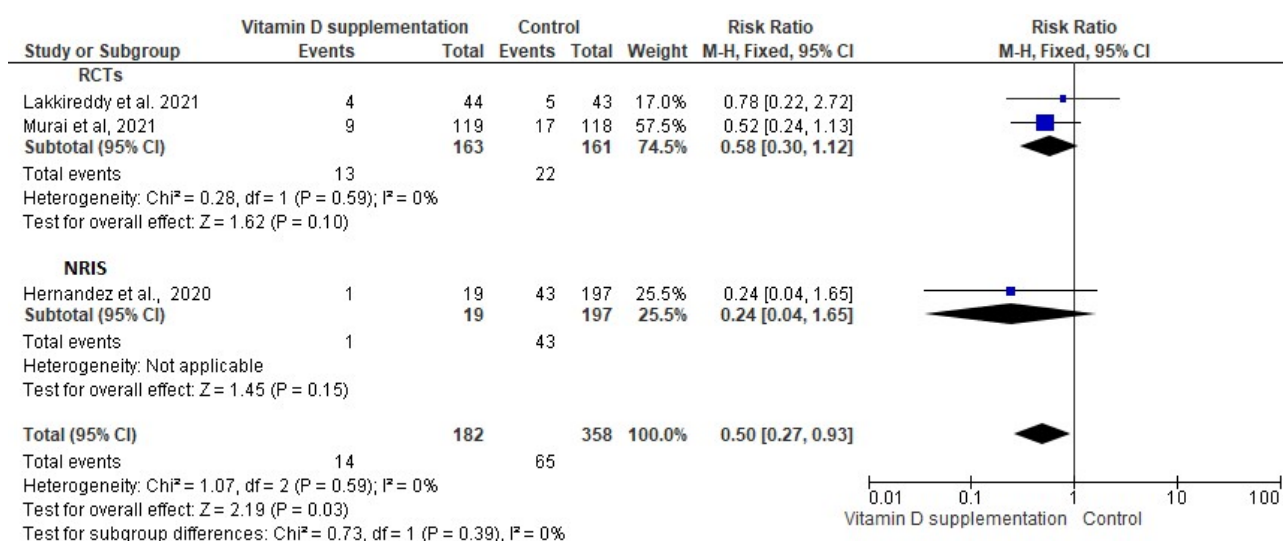 Vitamin D supplementation Control Risk Ratio Risk Ratio
Study or Subgroup Events Total Events Total Weight M-H, Fixed, 95% CI M-H, Fixed, 95% CI
RCTs
Lakkireddy et al. 2021 4 44 5 43 17.0% 0.78 [0.22, 2.72]
Murai et al, 2021 9 119 17 118 57.5% 0.52 [0.24, 1.13]
Subtotal (95% CI) 163 161 74.5% 0.58 [0.30, 1.12]
Total events 13 22
Heterogeneity: Chi² = 0.28, df = 1 (P = 0.59); I² = 0%
Test for overall effect: Z = 1.62 (P = 0.10)
NRIS
Hernandez et al., 2020 1 19 43 197 25.5% 0.24 [0.04, 1.65]
Subtotal (95% CI) 19 197 25.5% 0.24 [0.04, 1.65]
Total events 1 43
Heterogeneity: Not applicable
Test for overall effect: Z = 1.45 (P = 0.15)
Total (95% CI) 182 358 100.0% 0.50 [0.27, 0.93]
Total events 14 65
Heterogeneity: Chi² = 1.07, df = 2 (P = 0.59); I² = 0%
Test for overall effect: Z = 2.19 (P = 0.03)
Test for subgroup differences: Chi² = 0.73, df = 1 (P = 0.39), I² = 0%
0.01 0.1 1 10 100
Vitamin D supplementation Control